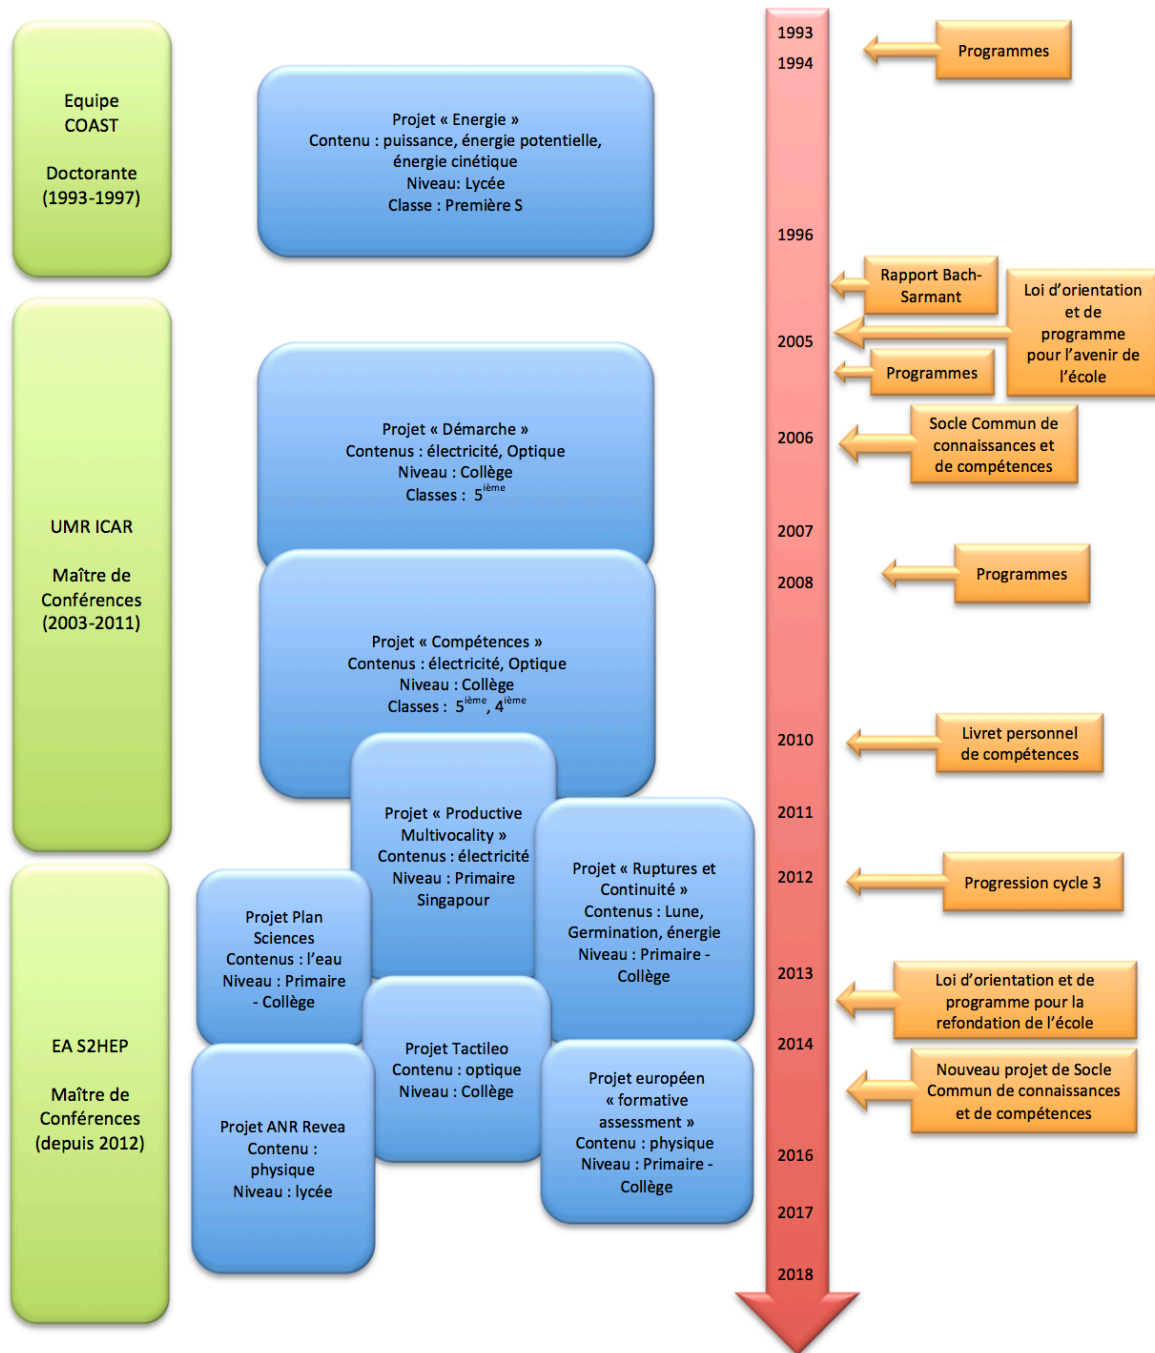 Equipe
COAST
Doctorante
(1993-1997)
UMR ICAR
Maître de
Conférences
(2003-2011)
EA S2HEP
Maître de
Conférences
(depuis 2012)
Projet « Energie »
Contenu : puissance, énergie potentielle,
énergie cinétique
Niveau: Lycée
Classe : Première S
Projet « Démarche »
Contenus : électricité, Optique
Niveau : Collège
Classes :  5ième
Projet « Compétences »
Contenus : électricité, Optique
Niveau : Collège
Classes :  5ième, 4ième
Projet « Productive
Multivocality »
Contenus : électricité
Niveau : Primaire
Singapour
Projet « Ruptures et
Continuité »
Contenus : Lune,
Germination, énergie
Niveau : Primaire -
Collège
Projet Plan
Sciences
Contenus : l'eau
Niveau : Primaire
- Collège
Projet Tactileo
Contenu : optique
Niveau : Collège
Projet européen
« formative
assessment »
Contenu : physique
Niveau : Primaire -
Collège
Projet ANR Revea
Contenu :
physique
Niveau : lycée
1993
1994
1996
2005
2006
2007
2008
2010
2011
2012
2013
2014
2016
2017
2018
Programmes
Rapport Bach-
Sarmant
Loi d'orientation
et de
programme
pour l'avenir de
l'école
Programmes
Socle Commun de
connaissances et
de compétences
Programmes
Livret personnel
de compétences
Progression cycle 3
Loi d'orientation et de
programme pour la
refondation de l'école
Nouveau projet de Socle
Commun de connaissances
et de compétences